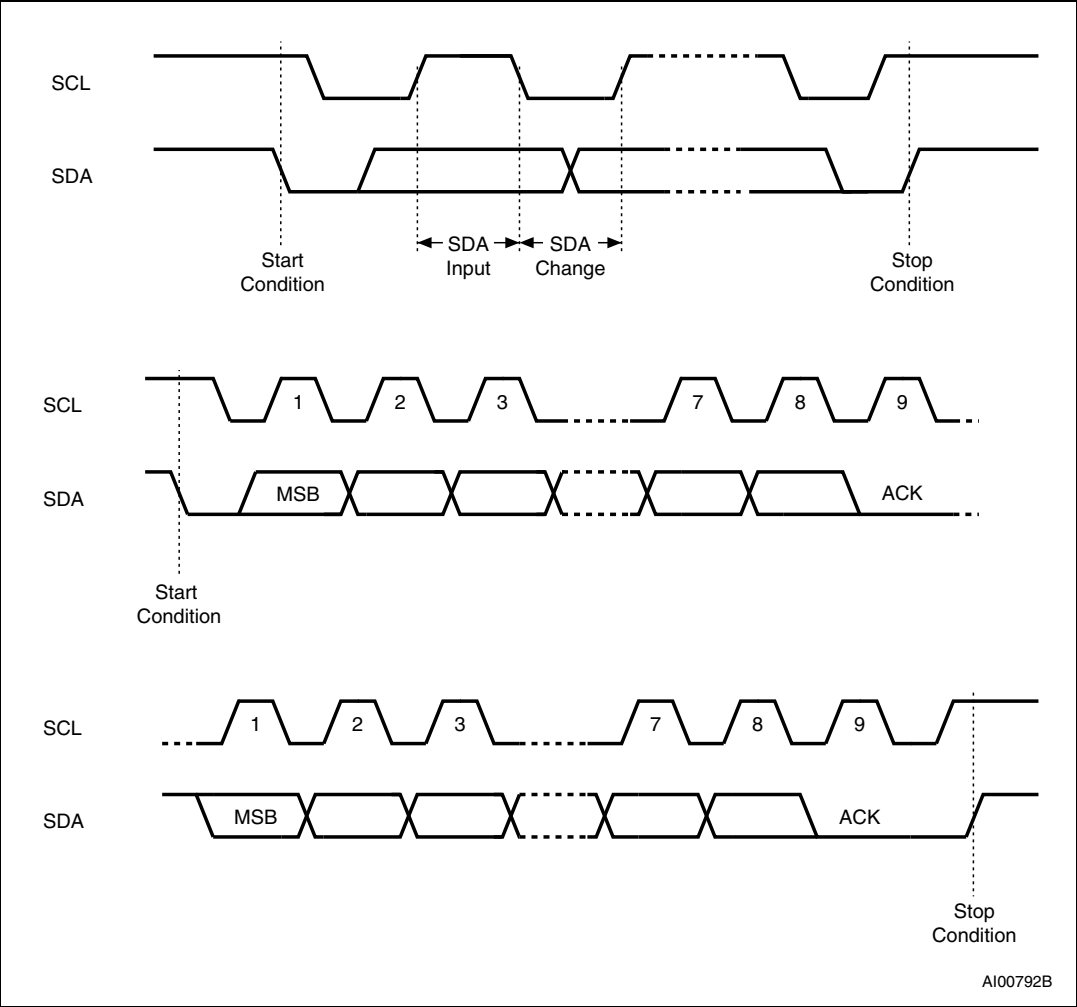 SCL
SDA
SDA
Input
SDA
Change
Start
Condition
Stop
Condition
SCL
1
2
3
7
8
9
SDA
MSB
ACK
Start
Condition
SCL
1
2
3
7
8
9
SDA
MSB
ACK
Stop
Condition
AI00792B